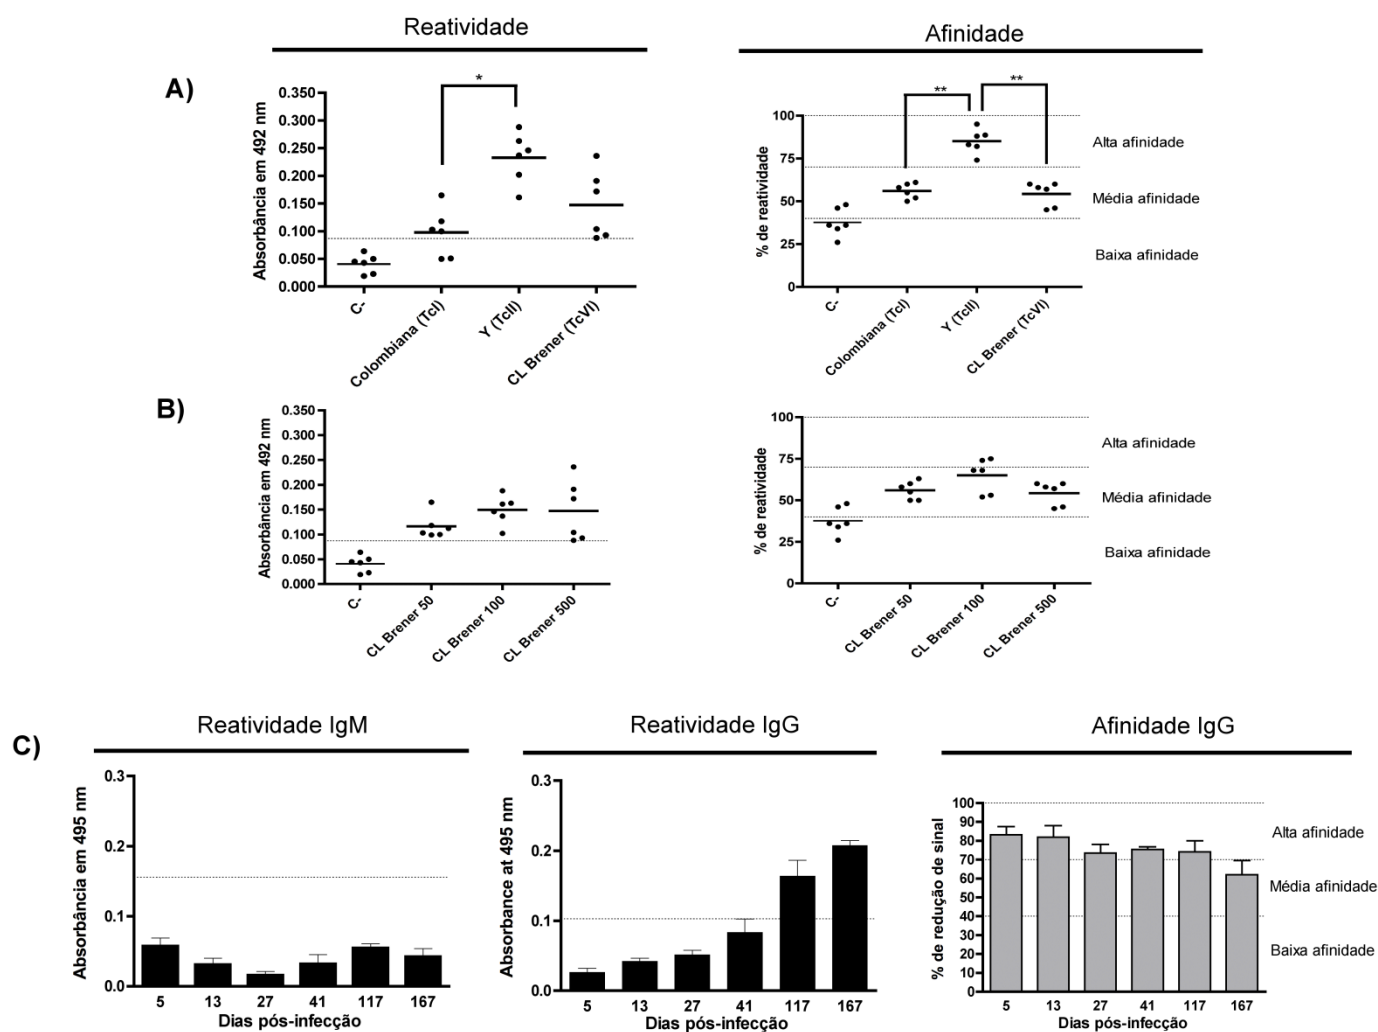 Reatividade
Afinidade
A)
Absorbância em 492 nm
0.350
0.300
0.250
0.200
0.150
0.100
0.050
0.000
*
C-
Colombiana (TcI)
Y (TcII)
CL Brener (TcVI)
% de reatividade
100
75
50
25
0
**
**
Alta afinidade
Média afinidade
Baixa afinidade
C-
Colombiana (TcI)
Y (TcII)
CL Brener (TcVI)
B)
Absorbância em 492 nm
0.350
0.300
0.250
0.200
0.150
0.100
0.050
0.000
C-
CL Brener 50
CL Brener 100
CL Brener 500
% de reatividade
100
75
50
25
0
Alta afinidade
Média afinidade
Baixa afinidade
C-
CL Brener 50
CL Brener 100
CL Brener 500
C)
Reatividade IgM
Absorbância em 495 nm
0.3
0.2
0.1
0.0
5 13 27 41 117 167
Dias pós-infecção
Reatividade IgG
Absorbance at 495 nm
0.3
0.2
0.1
0.0
5 13 27 41 117 167
Dias pós-infecção
Afinidade IgG
% de redução de sinal
100
90
80
70
60
50
40
30
20
10
0
Alta afinidade
Média afinidade
Baixa afinidade
5 13 27 41 117 167
Dias pós-infecção